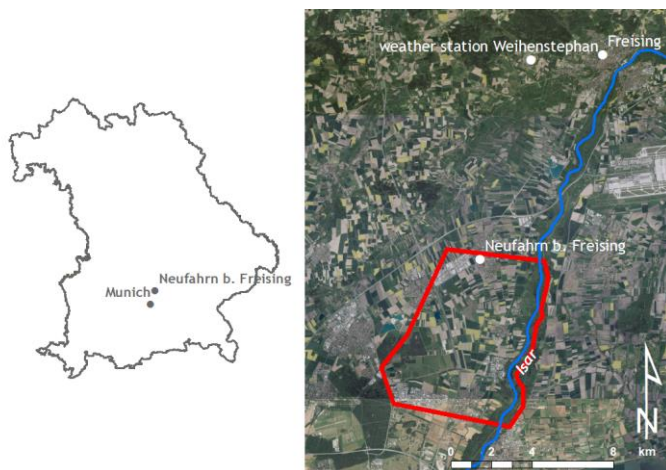 Neufahrn b. Freising
Munich
weather station Weihenstephan
Freising
Neufahrn b. Freising
Isar
N
0 2 4 8 km